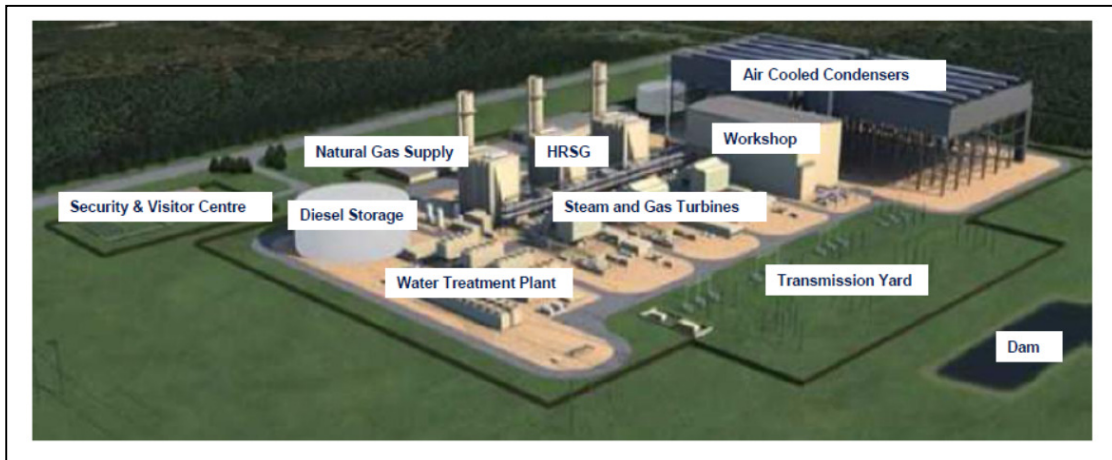 Air Cooled Condensers
Workshop
Natural Gas Supply
HRSG
Security & Visitor Centre
Diesel Storage
Steam and Gas Turbines
Water Treatment Plant
Transmission Yard
Dam